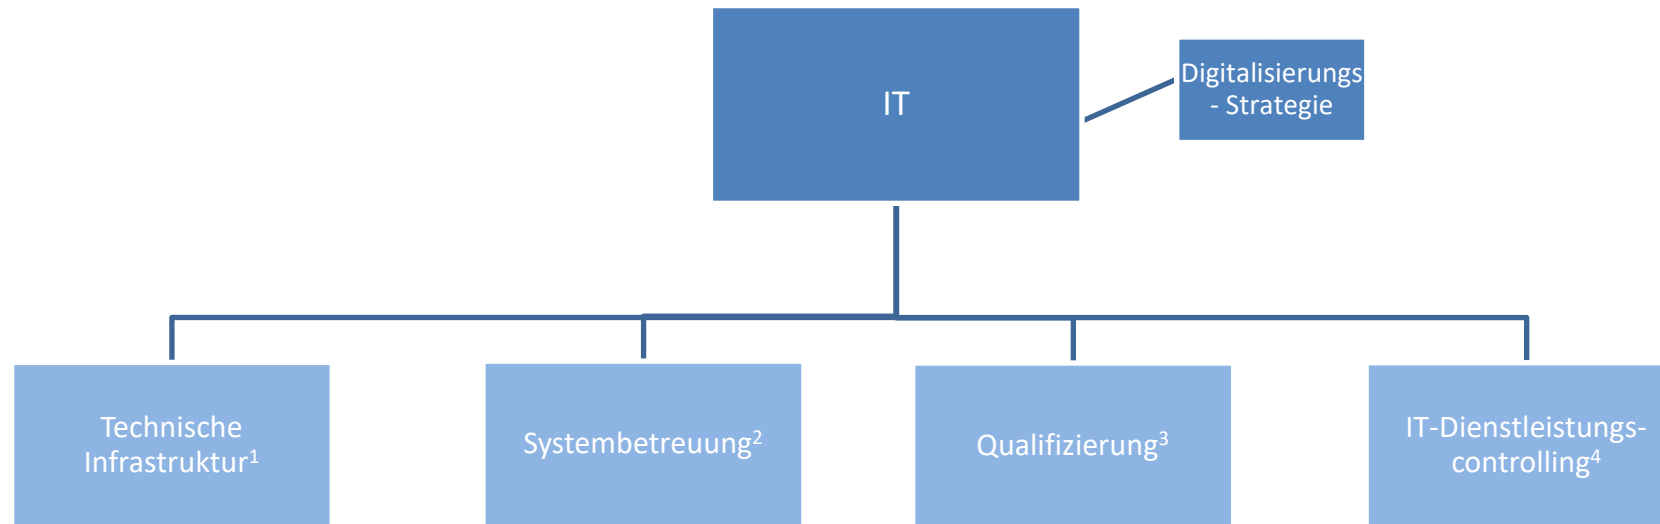 IT
Digitalisierungs
- Strategie
Technische
Infrastruktur¹
Systembetreuung²
Qualifizierung³
IT-Dienstleistungs-
controlling⁴